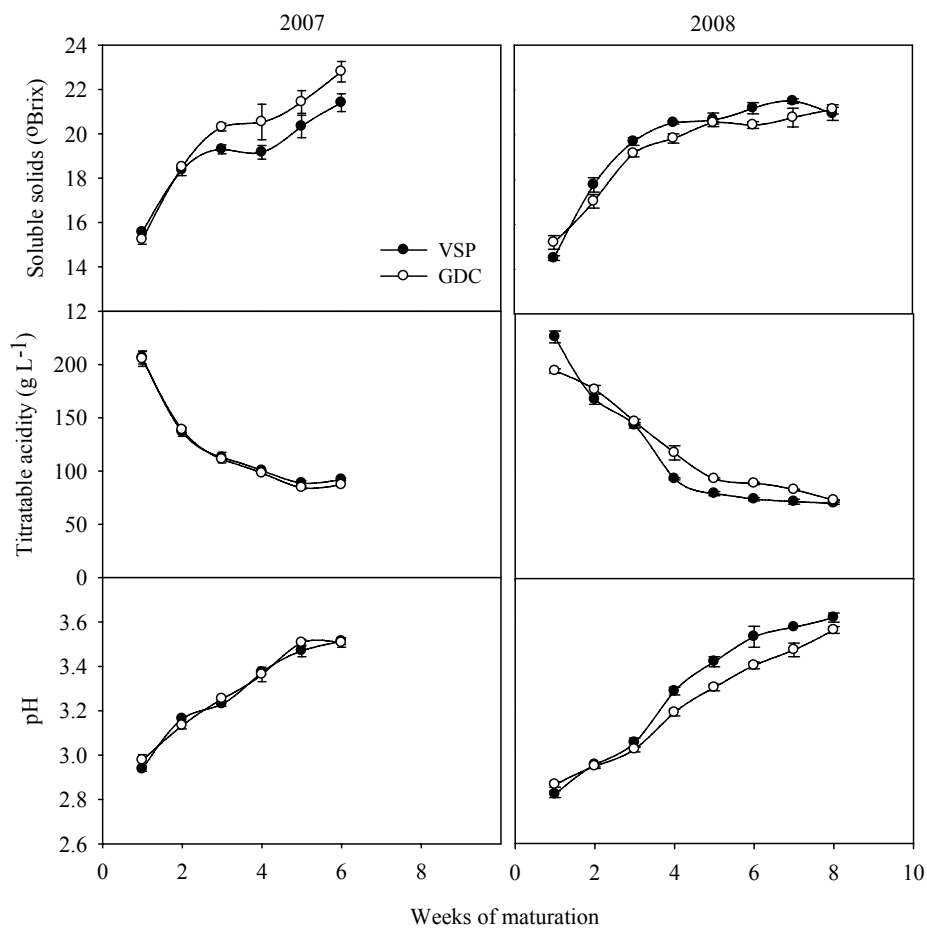 2007
2008
Soluble solids (ºBrix)
24
22
20
18
16
14
12
VSP
GDC
Titratable acidity (g L-1)
200
150
100
50
0
pH
3.6
3.4
3.2
3.0
2.8
2.6
0 2 4 6 8
0 2 4 6 8 10
Weeks of maturation